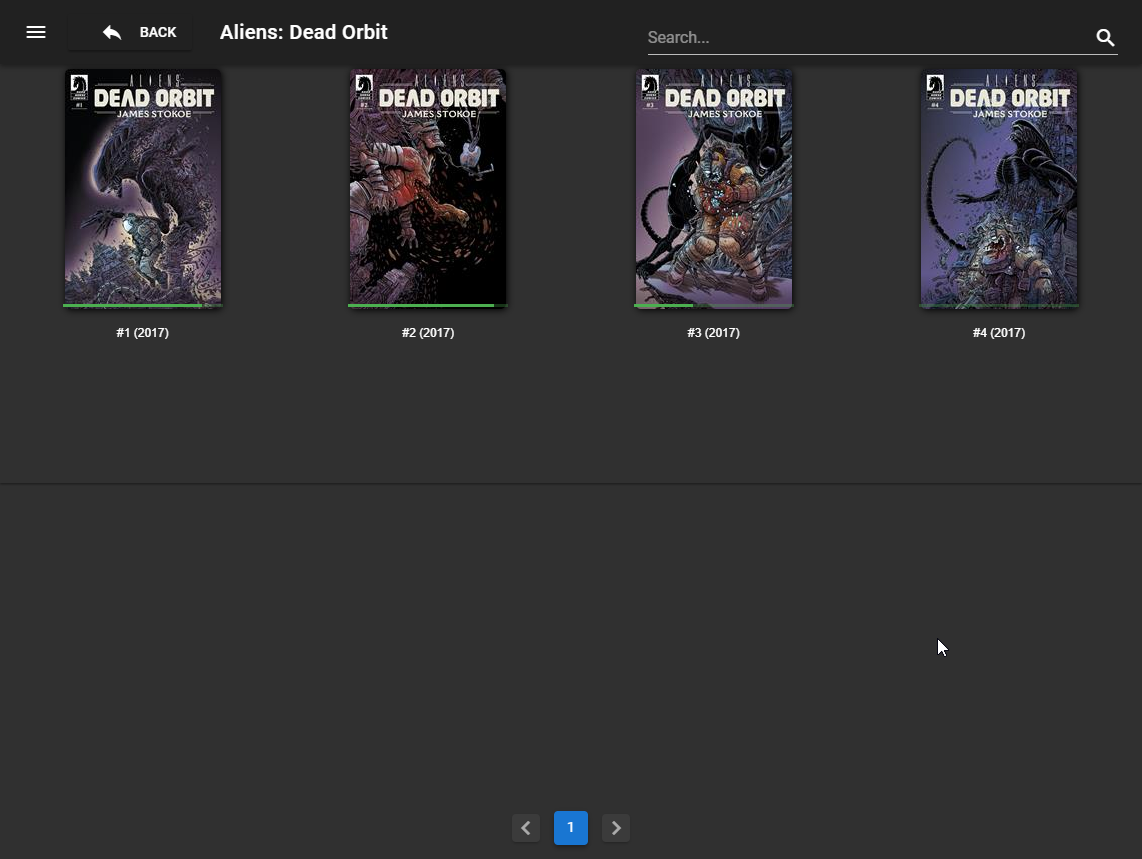 BACK
Aliens: Dead Orbit
Search...
ALIENS
DEAD ORBIT
JAMES STOKOE
#1
ALIENS
DEAD ORBIT
JAMES STOKOE
#2
ALIENS
DEAD ORBIT
JAMES STOKOE
#3
ALIENS
DEAD ORBIT
JAMES STOKOE
#4
#1 (2017)
#2 (2017)
#3 (2017)
#4 (2017)
1